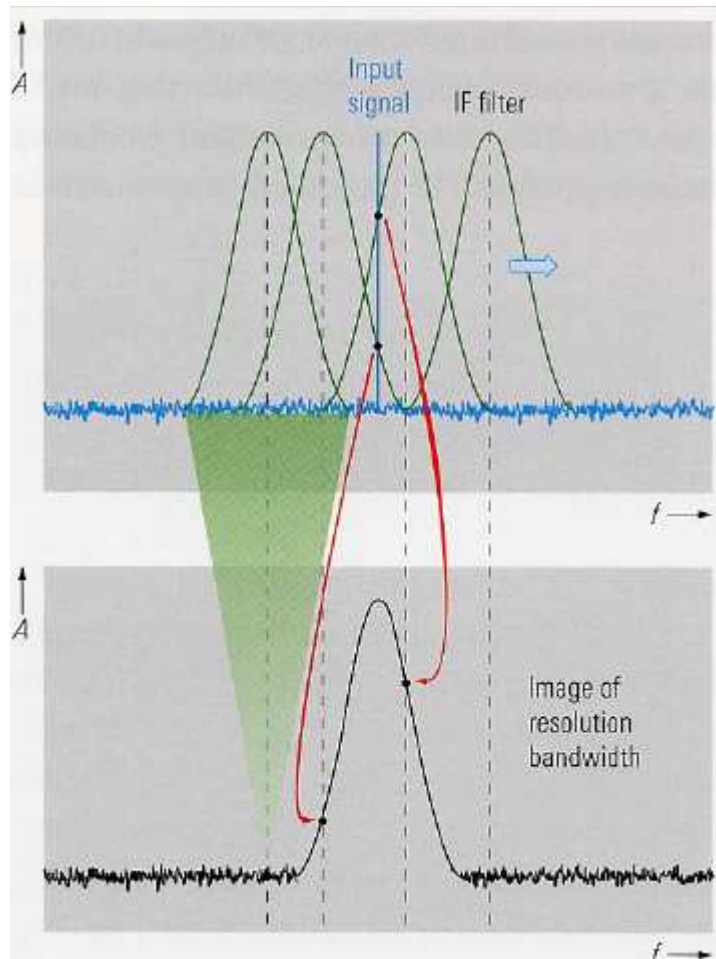 A
Input
signal
IF filter
f
A
Image of
resolution
bandwidth
f